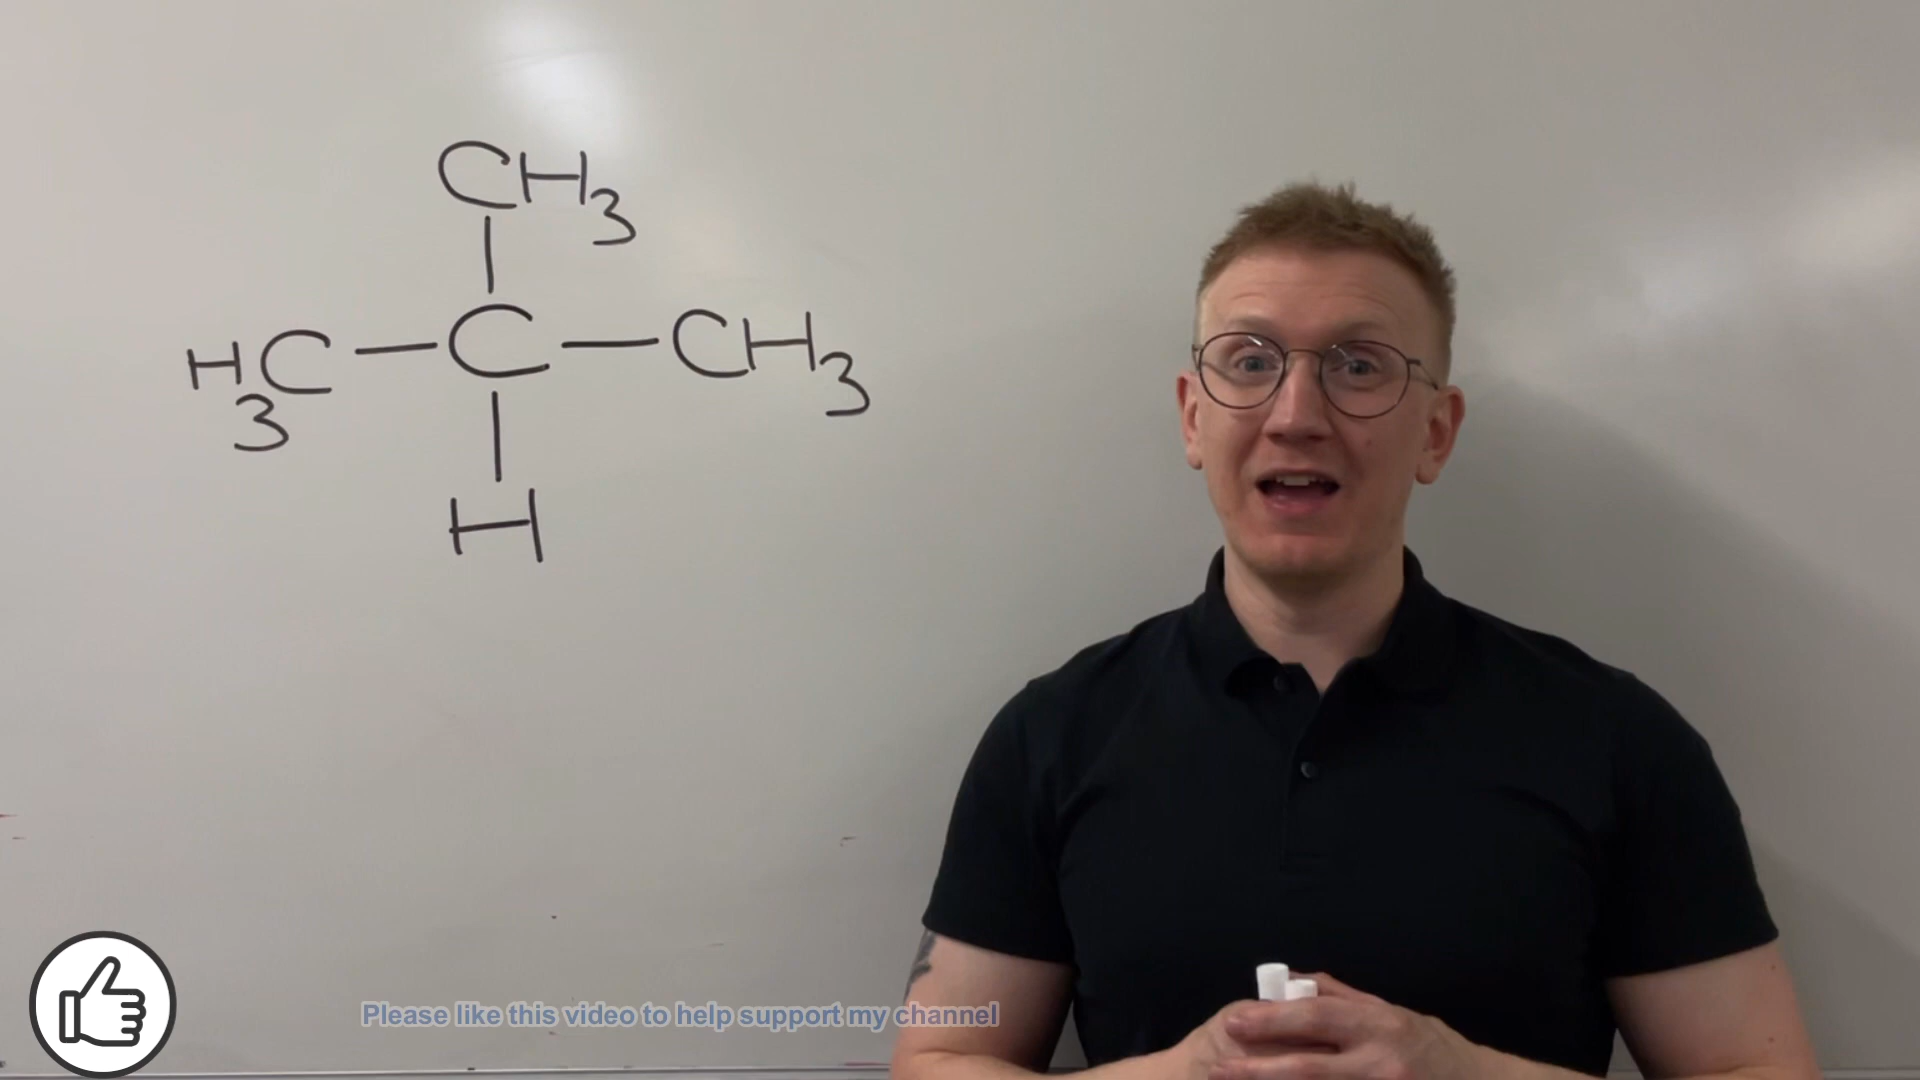 CH3
H3C — C — CH3
H
Please like this video to help support my channel